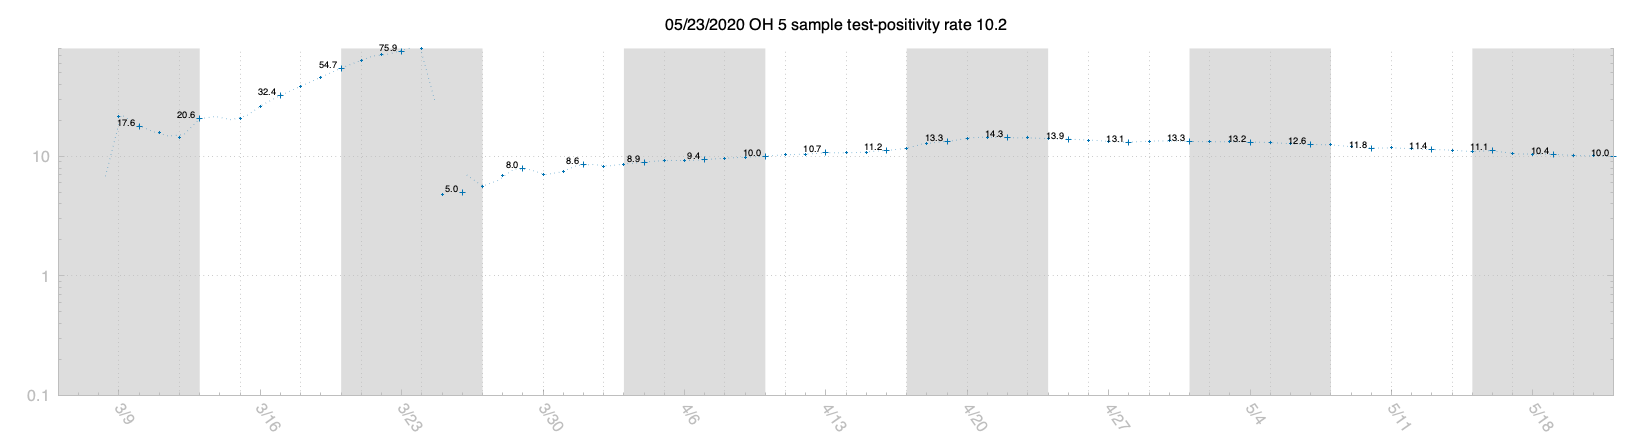 05/23/2020 OH 5 sample test-positivity rate 10.2
17.6 20.6 32.4 54.7 75.9 5.0 8.0 8.6 8.9 9.4 10.0 10.7 11.2 13.3 14.3 13.9 13.1 13.3 13.2 12.6 11.8 11.4 11.1 10.4 10.0
10
1
0.1
3/9 3/16 3/23 3/30 4/6 4/13 4/20 4/27 5/4 5/11 5/18